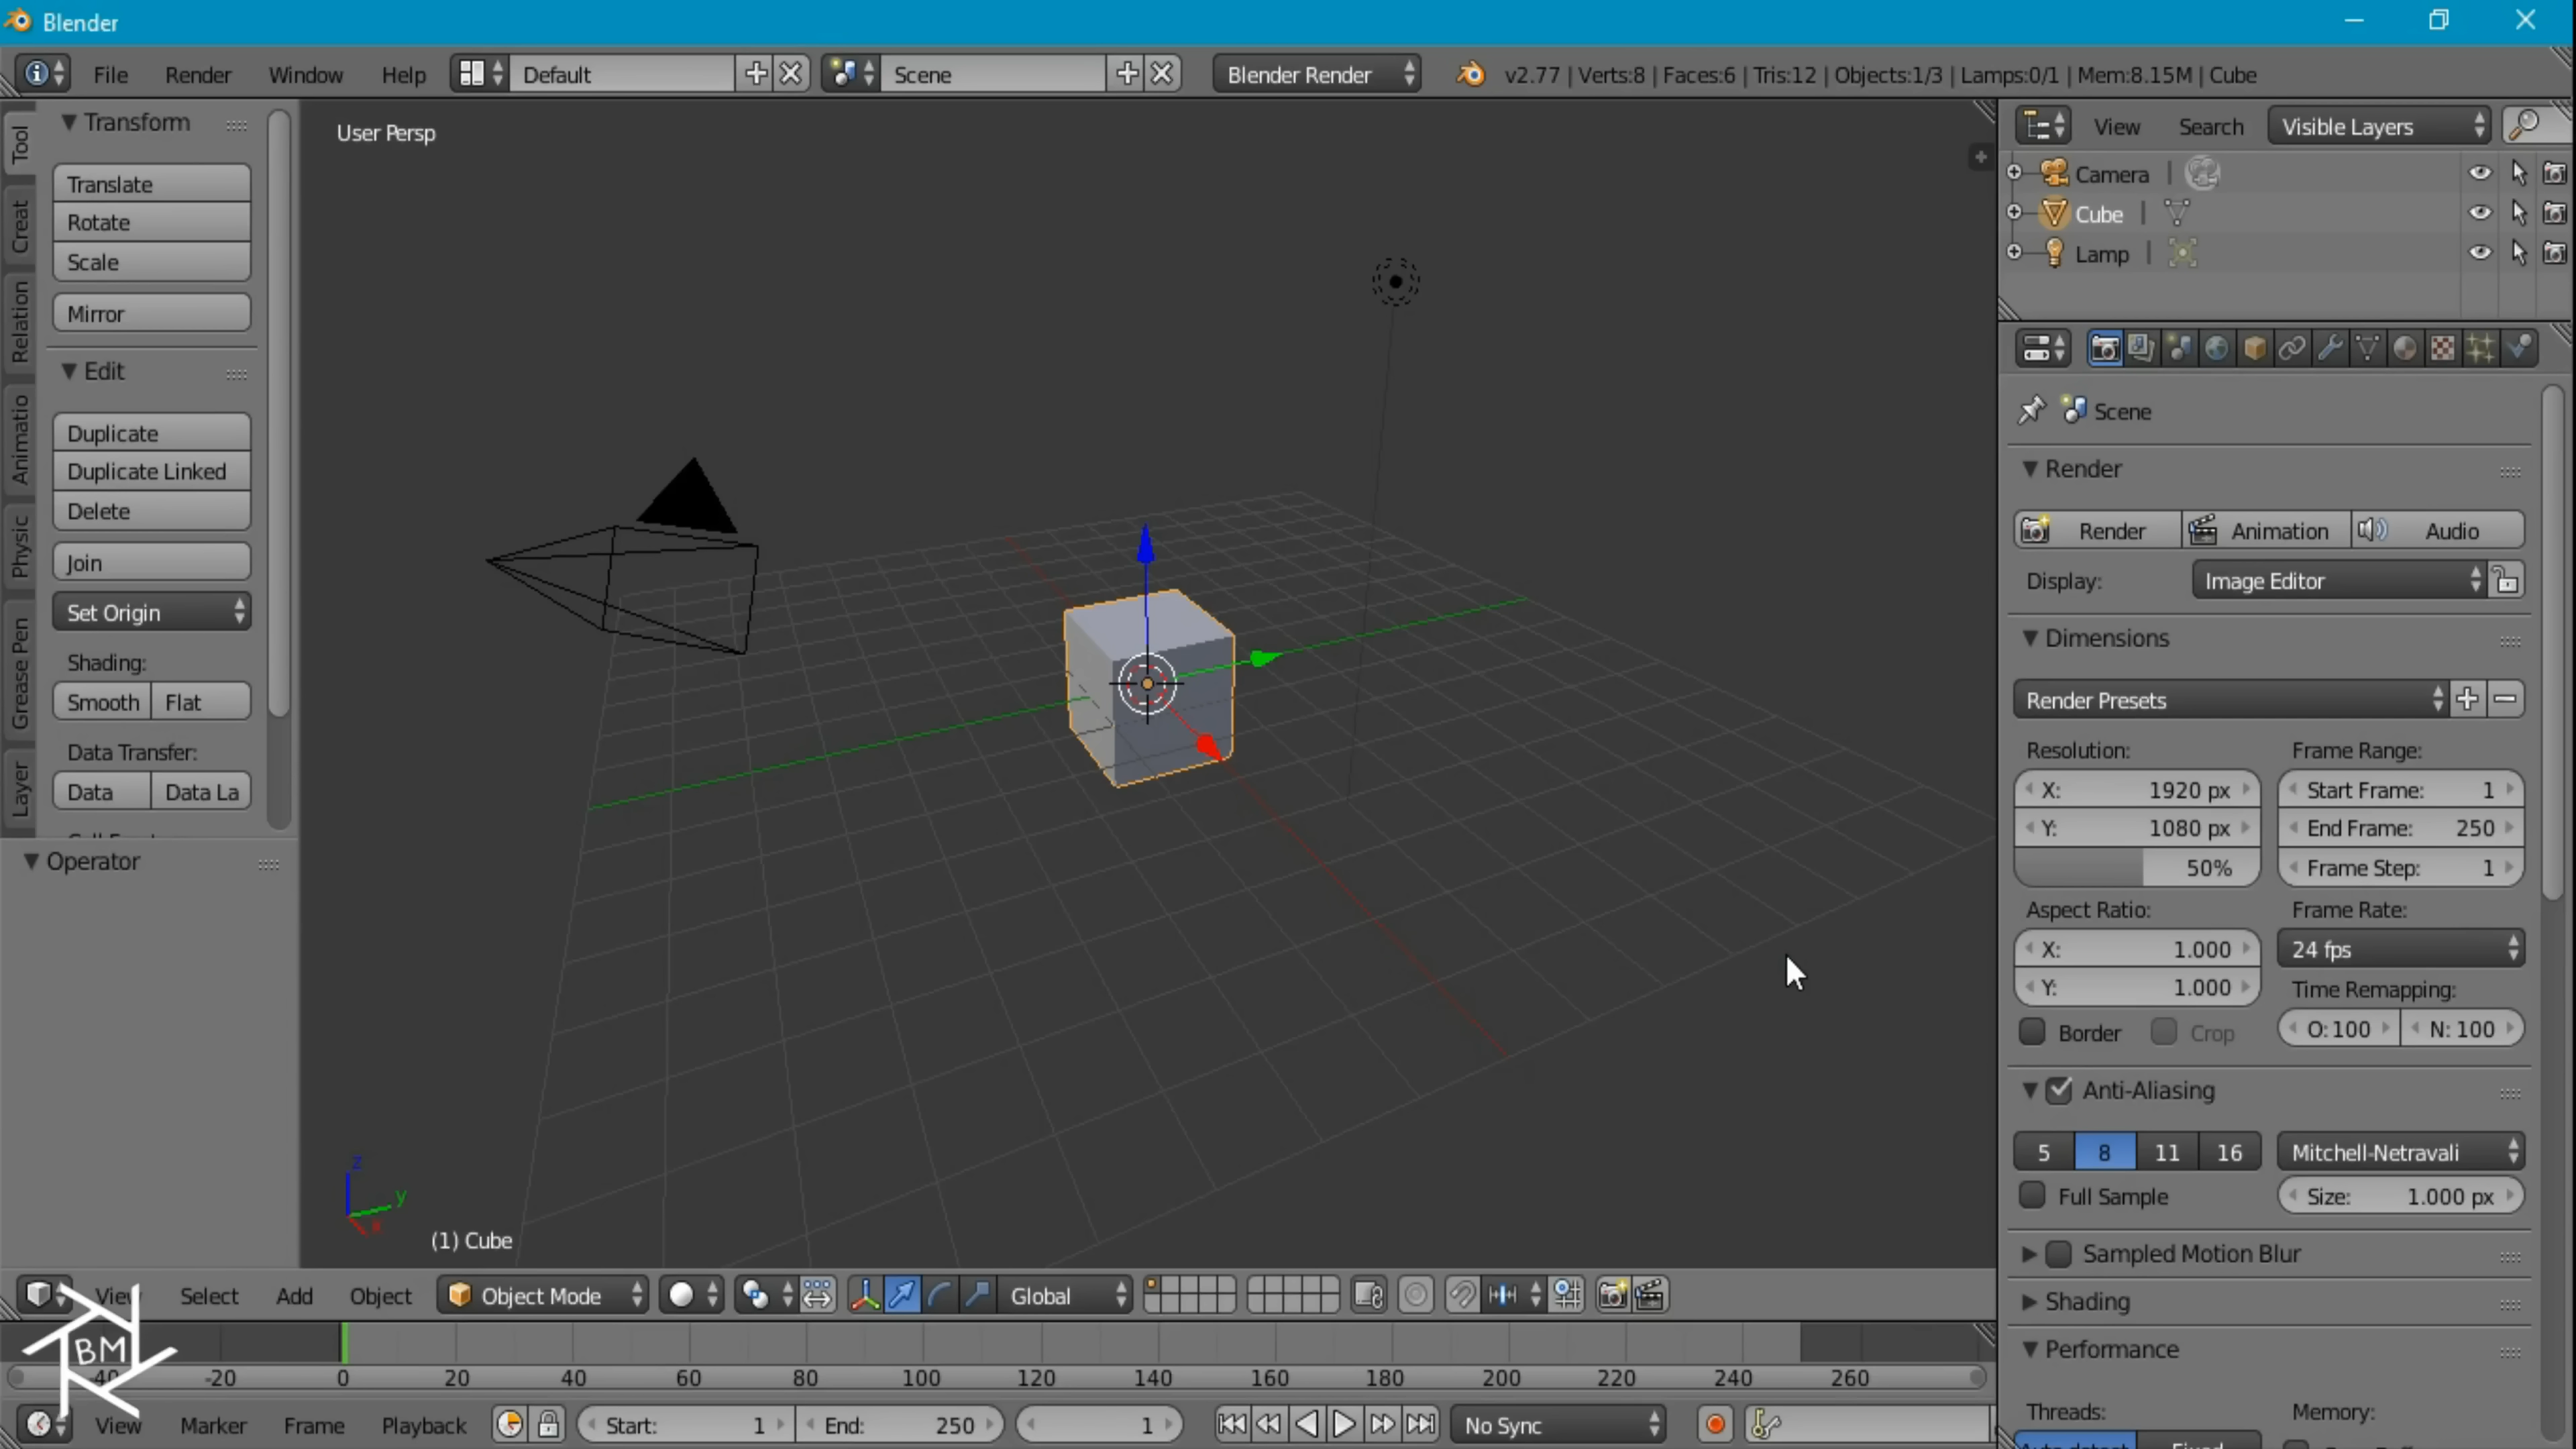 Blender
File Render Window Help Default Scene Blender Render v2.77 | Verts:8 | Faces:6 | Tris:12 | Objects:1/3 | Lamps:0/1 | Mem:8.15M | Cube
Tool
Creat
Relation
Animatio
Physic
Grease Pen
Layer
Transform
Translate
Rotate
Scale
Mirror
Edit
Duplicate
Duplicate Linked
Delete
Join
Set Origin
Shading:
Smooth Flat
Data Transfer:
Data Data La
Operator
User Persp
z
y
x
(1) Cube
View Search Visible Layers
Camera
Cube
Lamp
Scene
Render
Render Animation Audio
Display: Image Editor
Dimensions
Render Presets
Resolution: Frame Range:
X: 1920 px Start Frame: 1
Y: 1080 px End Frame: 250
50% Frame Step: 1
Aspect Ratio: Frame Rate:
X: 1.000 24 fps
Y: 1.000 Time Remapping:
Border Crop O: 100 N: 100
Anti-Aliasing
5 8 11 16 Mitchell-Netravali
Full Sample Size: 1.000 px
Sampled Motion Blur
Shading
Performance
Threads: Memory:
View Select Add Object Object Mode Global
BM
-40 -20 0 20 40 60 80 100 120 140 160 180 200 220 240 260
View Marker Frame Playback Start: 1 End: 250 1 No Sync